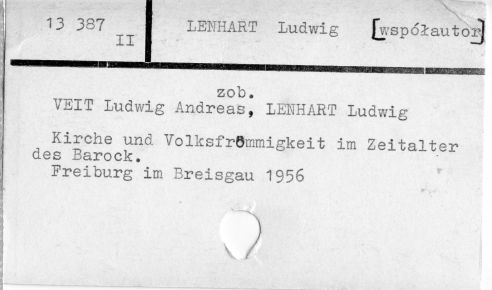 13 387 LENHART Ludwig [współautor]
II
zob.
VEIT Ludwig Andreas, LENHART Ludwig
Kirche und Volksfrömmigkeit im Zeitalter
des Barock.
Freiburg im Breisgau 1956